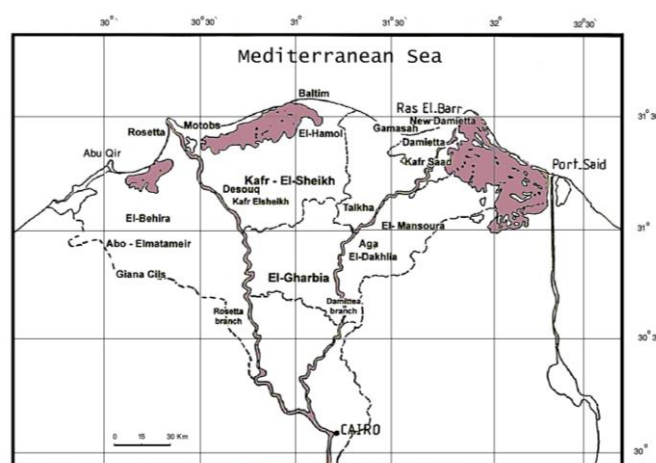 30° 30°30' 31° 31°30' 32° 32°30'
Mediterranean Sea
Baltim
Ras El.Barr
Rosetta Motobs New Damietta
31°30'
El-Hamol Gamasah
Abu Qir Damietta
Kafr Saad Port.Said
Kafr - El-Sheikh
Desouq
Kafr Elsheikh Talkha
El-Behira El- Mansoura
31°
Abo - Elmatameir Aga
El-Dakhlia
Giana Cils El-Gharbia
Rosetta
branch
Damittea
branch
30°30'
CAIRO
0 15 30 Km
30°